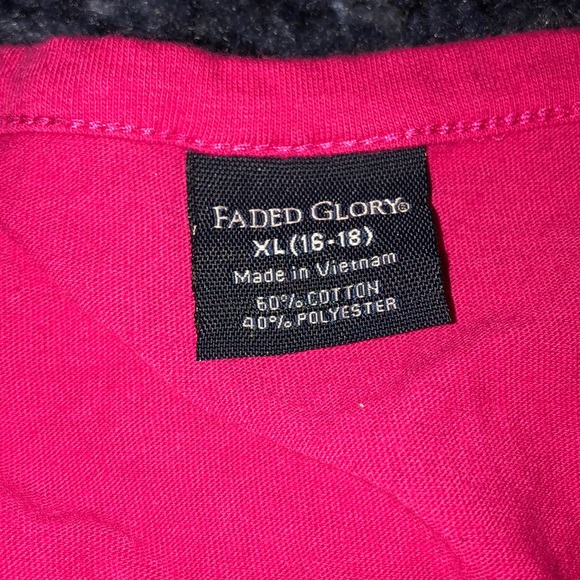 FADED GLORY®
XL (16-18)
Made in Vietnam
60% COTTON
40% POLYESTER